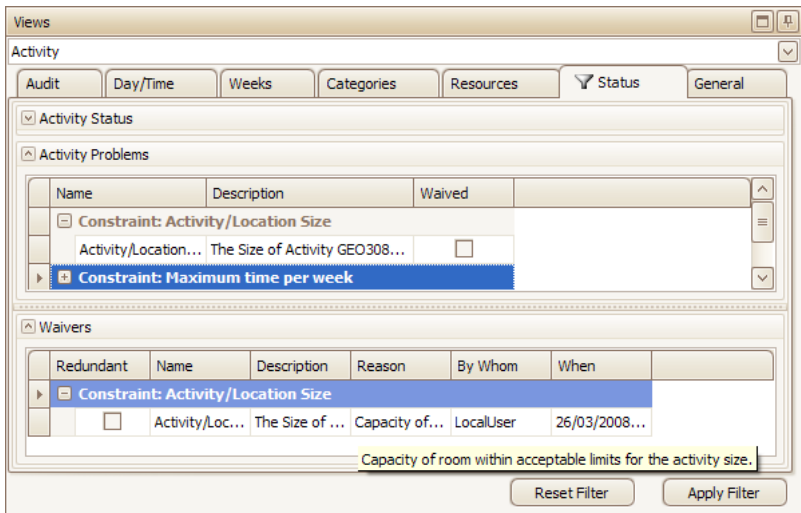 Views
Activity
Audit Day/Time Weeks Categories Resources Status General
Activity Status
Activity Problems
Name Description Waived
Constraint: Activity/Location Size
Activity/Location... The Size of Activity GEO308...
Constraint: Maximum time per week
Waivers
Redundant Name Description Reason By Whom When
Constraint: Activity/Location Size
Activity/Loc... The Size of ... Capacity of... LocalUser 26/03/2008...
Capacity of room within acceptable limits for the activity size.
Reset Filter Apply Filter